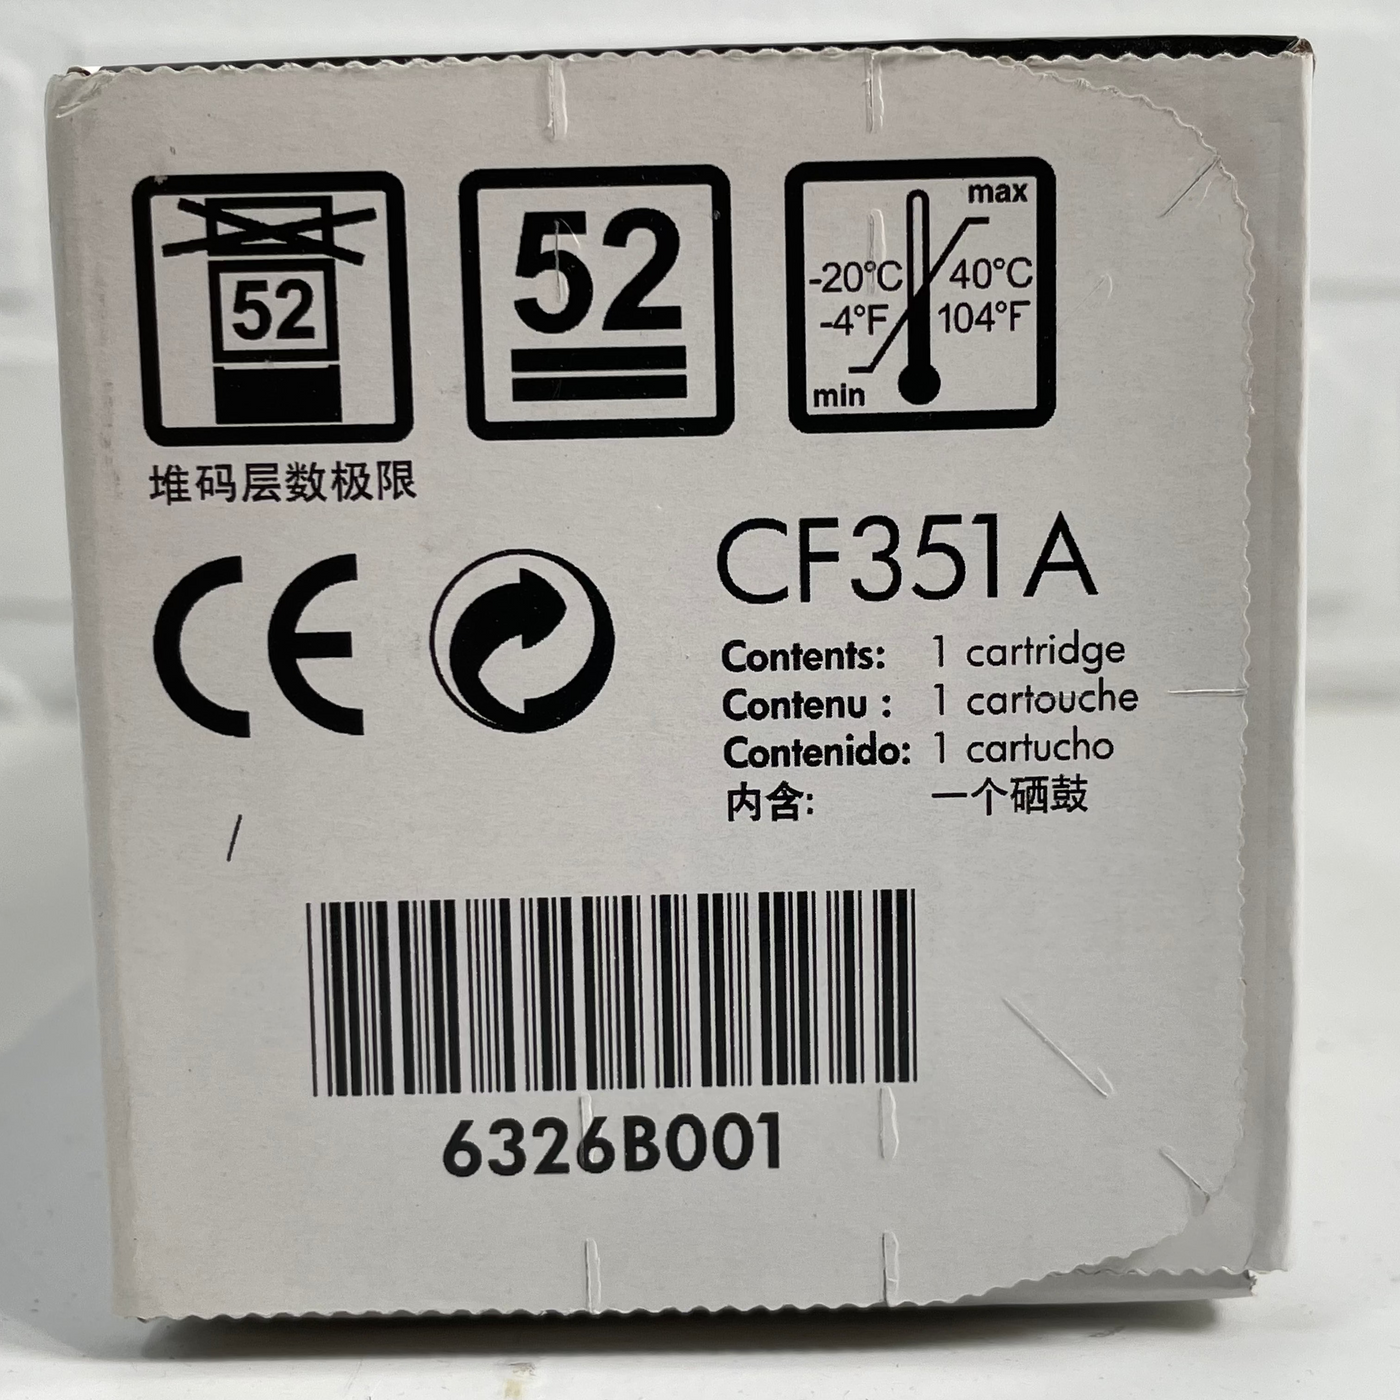 52
52
max
-20°C 40°C
-4°F 104°F
min
堆码层数极限
CE
CF351A
Contents: 1 cartridge
Contenu : 1 cartouche
Contenido: 1 cartucho
内含: 一个硒鼓
6326B001